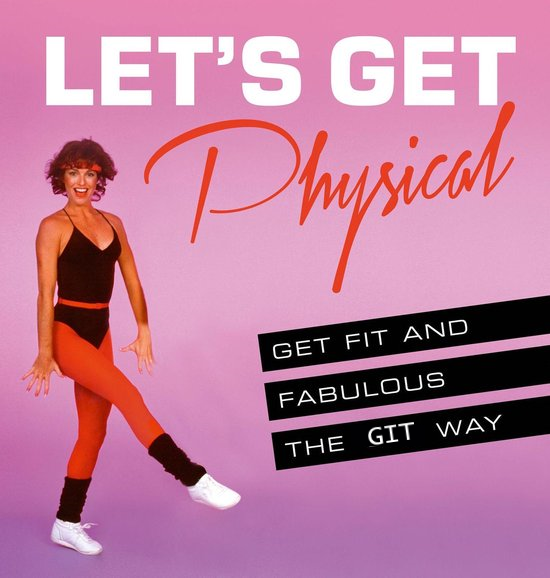 LET'S GET
Physical
GET FIT AND
FABULOUS
THE GIT WAY